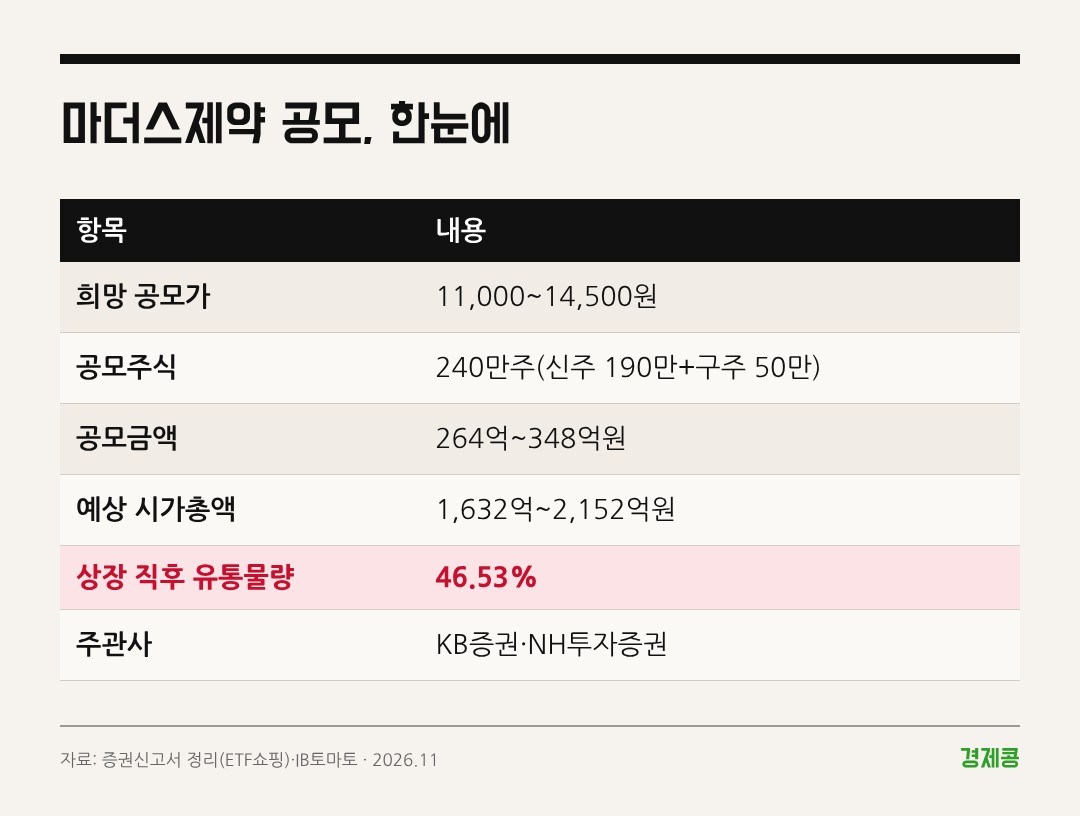 마더스제약 공모, 한눈에
항목 내용
희망 공모가 11,000~14,500원
공모주식 240만주(신주 190만+구주 50만)
공모금액 264억~348억원
예상 시가총액 1,632억~2,152억원
상장 직후 유통물량 46.53%
주관사 KB증권·NH투자증권
자료: 증권신고서 정리(ETF쇼핑)·IB토마토 · 2026.11 경제콩